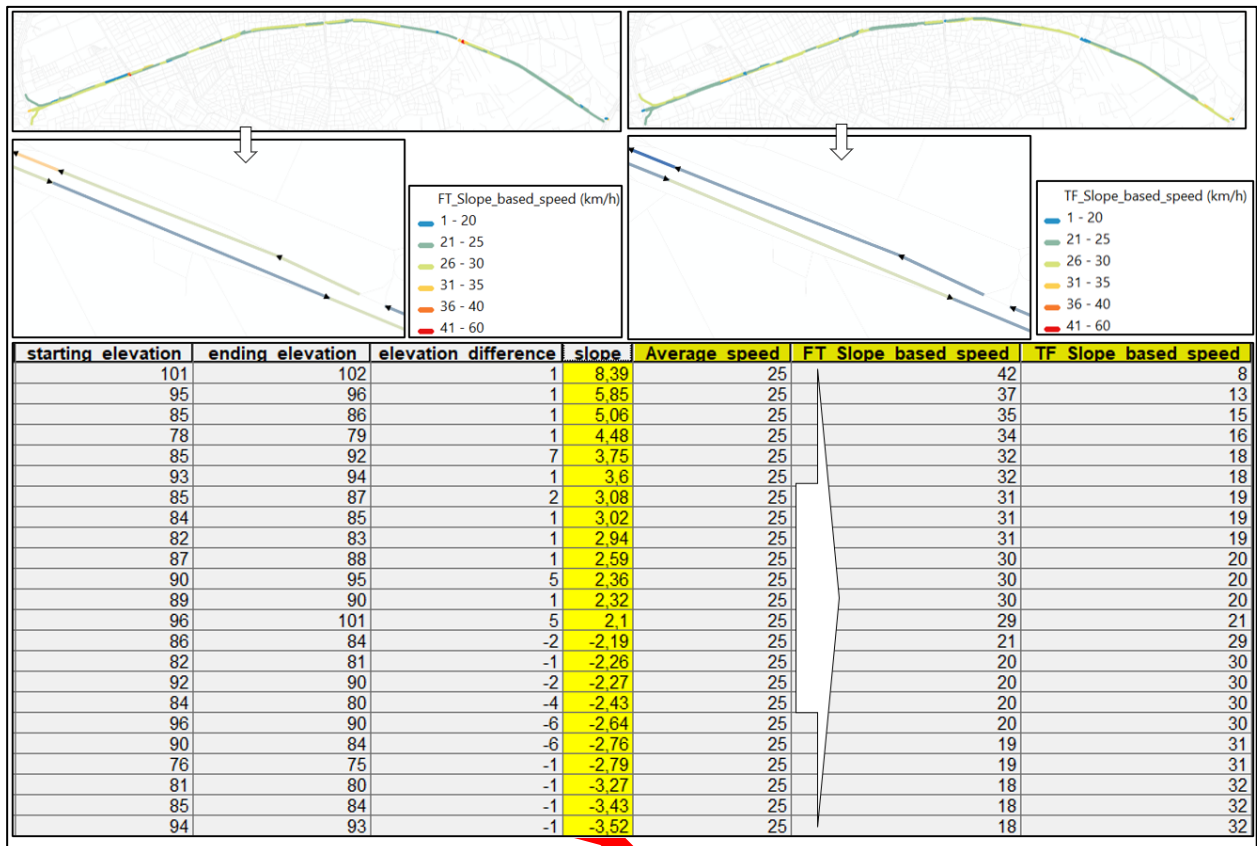 FT_Slope_based_speed (km/h)
1 - 20
21 - 25
26 - 30
31 - 35
36 - 40
41 - 60
TF_Slope_based_speed (km/h)
1 - 20
21 - 25
26 - 30
31 - 35
36 - 40
41 - 60
starting_elevation ending_elevation elevation_difference slope Average_speed FT_Slope_based_speed TF_Slope_based_speed
101 102 1 8,39 25 42 8
95 96 1 5,85 25 37 13
85 86 1 5,06 25 35 15
78 79 1 4,48 25 34 16
85 92 7 3,75 25 32 18
93 94 1 3,6 25 32 18
85 87 2 3,08 25 31 19
84 85 1 3,02 25 31 19
82 83 1 2,94 25 31 19
87 88 1 2,59 25 30 20
90 95 5 2,36 25 30 20
89 90 1 2,32 25 30 20
96 101 5 2,1 25 29 21
86 84 -2 -2,19 25 21 29
82 81 -1 -2,26 25 20 30
92 90 -2 -2,27 25 20 30
84 80 -4 -2,43 25 20 30
96 90 -6 -2,64 25 20 30
90 84 -6 -2,76 25 19 31
76 75 -1 -2,79 25 19 31
81 80 -1 -3,27 25 18 32
85 84 -1 -3,43 25 18 32
94 93 -1 -3,52 25 18 32